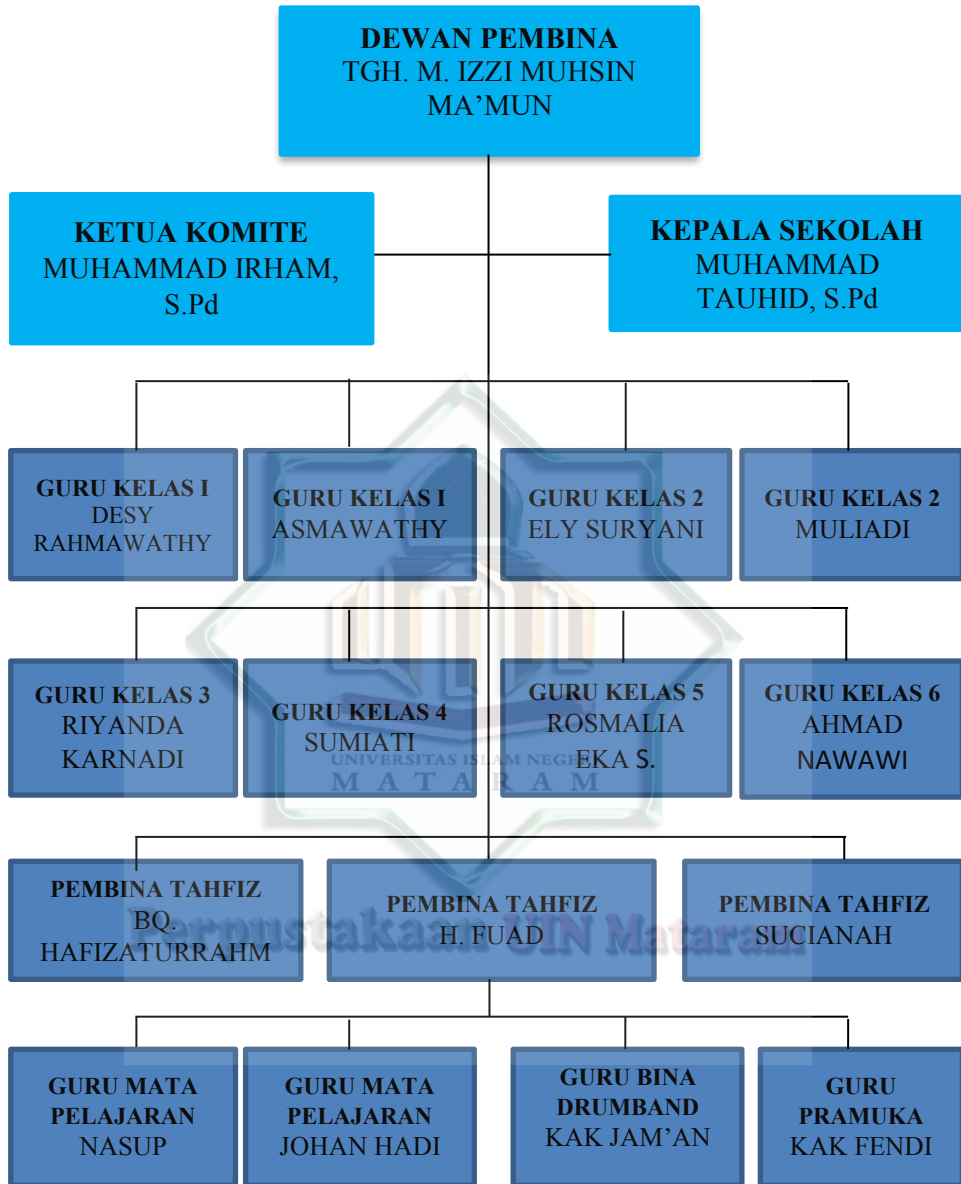 DEWAN PEMBINA
TGH. M. IZZI MUHSIN
MA’MUN
KETUA KOMITE
MUHAMMAD IRHAM,
S.Pd
KEPALA SEKOLAH
MUHAMMAD
TAUHID, S.Pd
GURU KELAS I
DESY
RAHMAWATHY
GURU KELAS I
ASMAWATHY
GURU KELAS 2
ELY SURYANI
GURU KELAS 2
MULIADI
GURU KELAS 3
RIYANDA
KARNADI
GURU KELAS 4
SUMIATI
GURU KELAS 5
ROSMALIA
EKA S.
GURU KELAS 6
AHMAD
NAWAWI
UNIVERSITAS ISLAM NEGERI
MATARAM
PEMBINA TAHFIZ
BQ.
HAFIZATURRAHM
PEMBINA TAHFIZ
H. FUAD
PEMBINA TAHFIZ
SUCIANAH
Perpustakaan UIN Mataram
GURU MATA
PELAJARAN
NASUP
GURU MATA
PELAJARAN
JOHAN HADI
GURU BINA
DRUMBAND
KAK JAM’AN
GURU
PRAMUKA
KAK FENDI